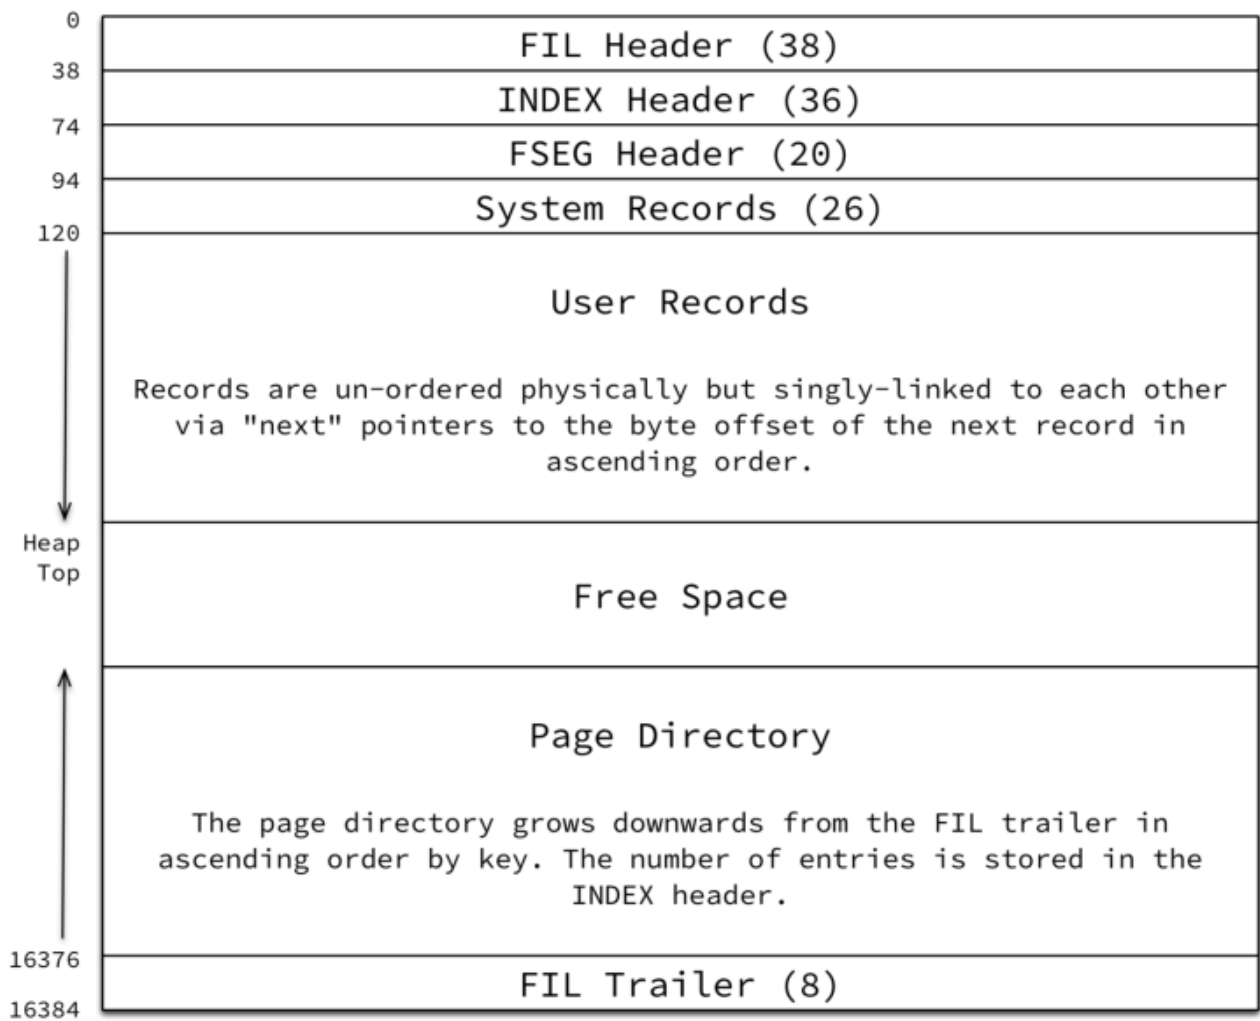 0
FIL Header (38)
38
INDEX Header (36)
74
FSEG Header (20)
94
System Records (26)
120
User Records
Records are un-ordered physically but singly-linked to each other
via "next" pointers to the byte offset of the next record in
ascending order.
Heap
Top
Free Space
Page Directory
The page directory grows downwards from the FIL trailer in
ascending order by key. The number of entries is stored in the
INDEX header.
16376
FIL Trailer (8)
16384